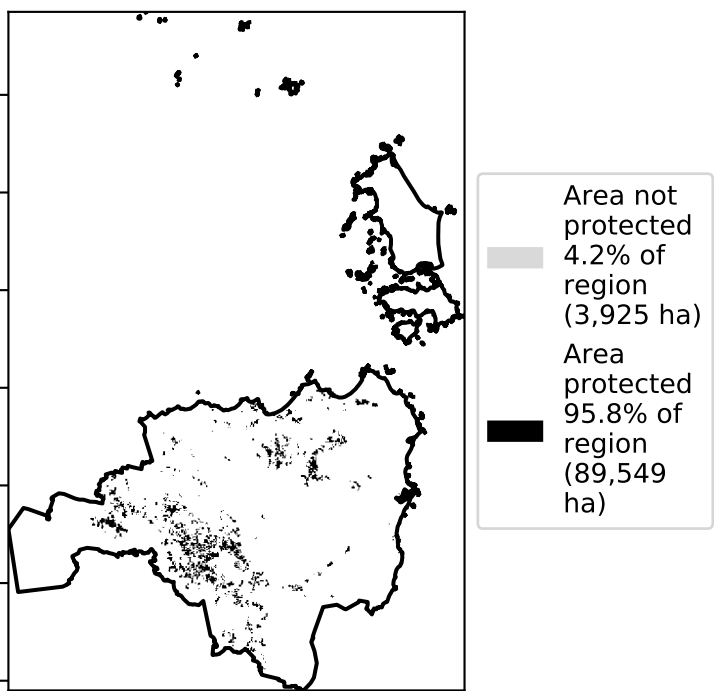 Area not
protected
4.2% of
region
(3,925 ha)
Area
protected
95.8% of
region
(89,549
ha)